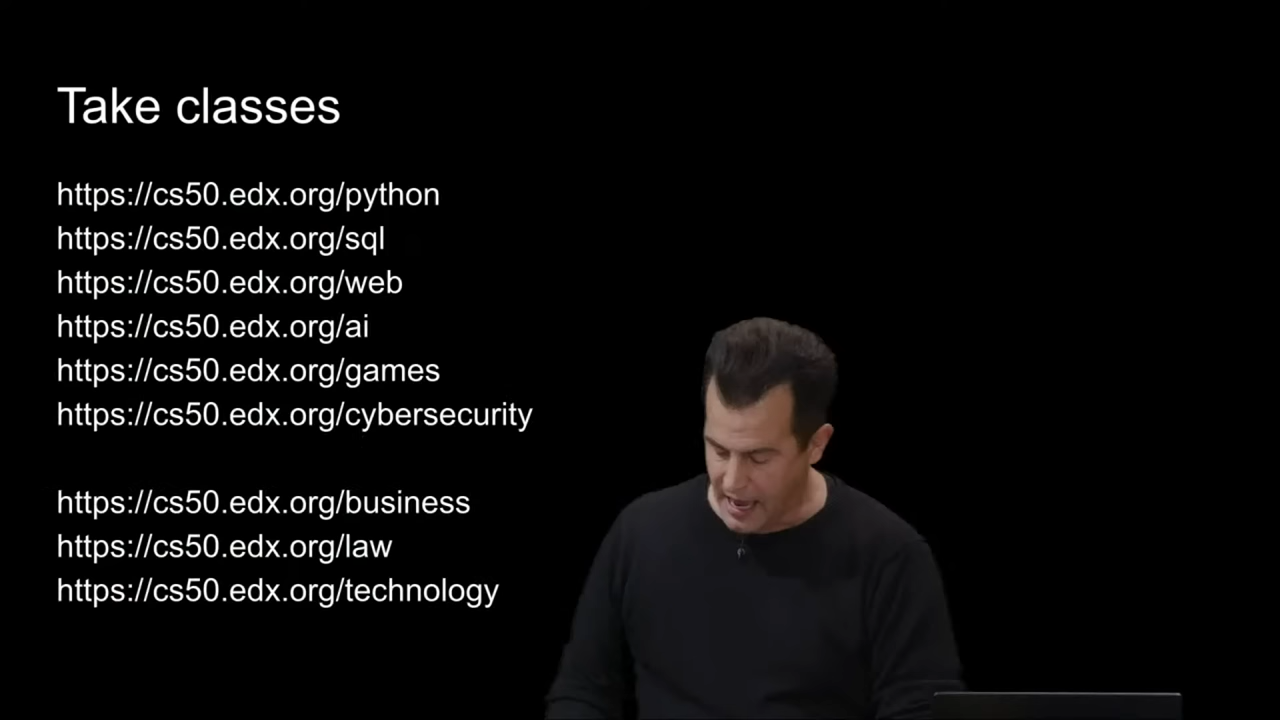 Take classes
https://cs50.edx.org/python
https://cs50.edx.org/sql
https://cs50.edx.org/web
https://cs50.edx.org/ai
https://cs50.edx.org/games
https://cs50.edx.org/cybersecurity
https://cs50.edx.org/business
https://cs50.edx.org/law
https://cs50.edx.org/technology